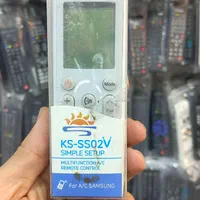 Mode
KS-SS02V
SIMPLE SETUP
MULTIFUNCTION A/C
REMOTE CONTROL
For A/C SAMSUNG